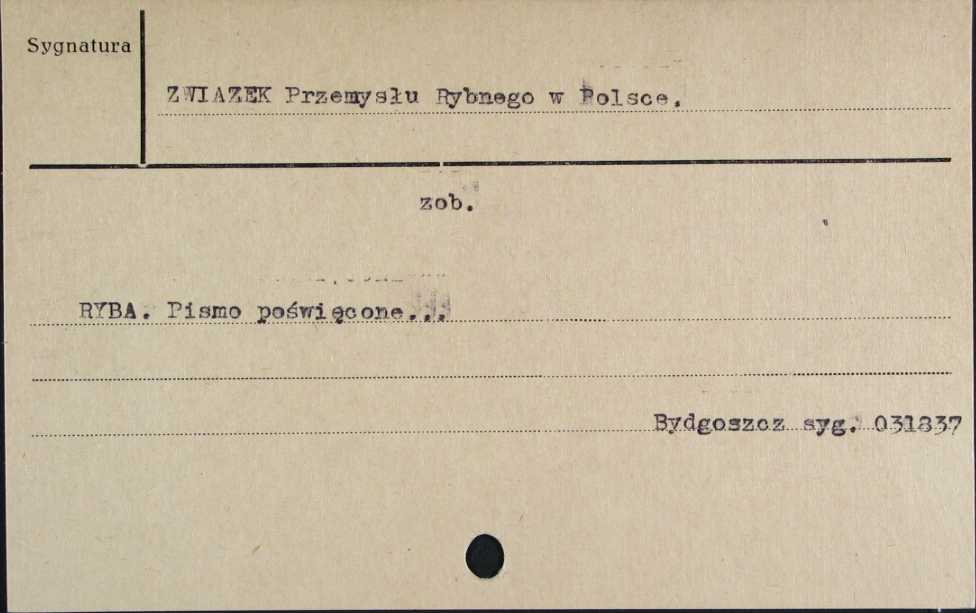 Sygnatura
ZWIAZEK Przemysłu Rybnego w Polsce.
zob.
RYBA. Pismo poświęcone...
Bydgoszcz syg. 031837